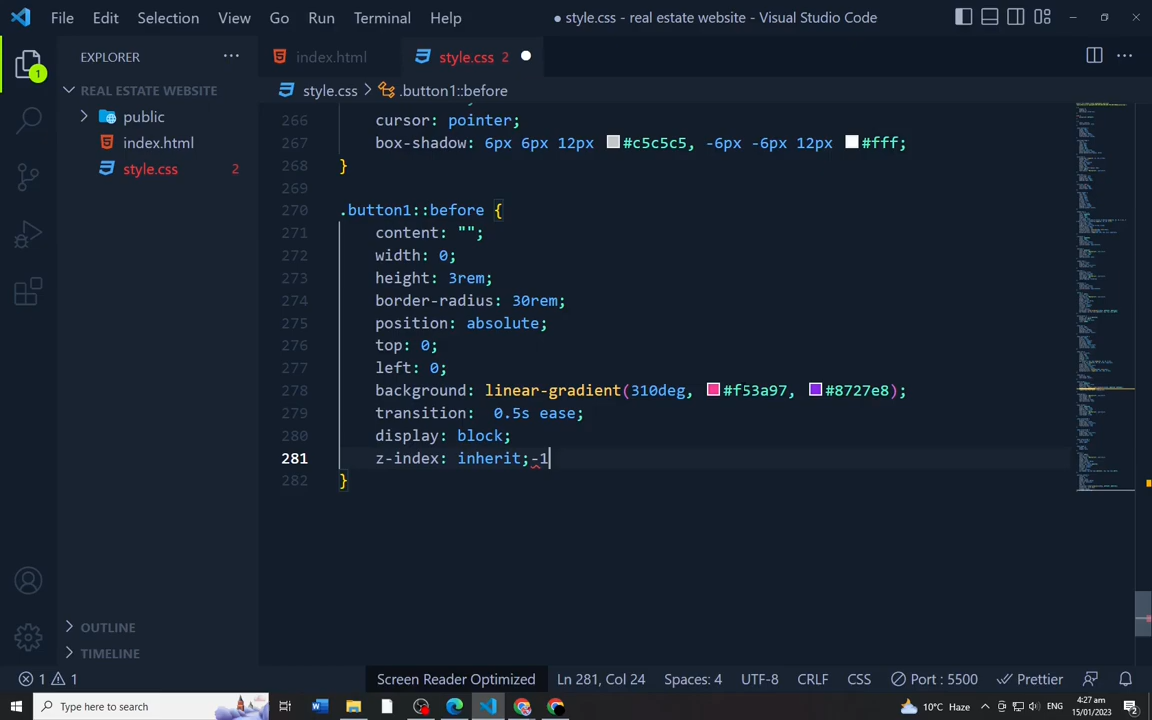 File Edit Selection View Go Run Terminal Help
● style.css - real estate website - Visual Studio Code
EXPLORER
index.html
style.css 2
1
REAL ESTATE WEBSITE
style.css > .button1::before
public
index.html
style.css 2
266 cursor: pointer;
267 box-shadow: 6px 6px 12px #c5c5c5, -6px -6px 12px #fff;
268 }
269
270 .button1::before {
271 content: "";
272 width: 0;
273 height: 3rem;
274 border-radius: 30rem;
275 position: absolute;
276 top: 0;
277 left: 0;
278 background: linear-gradient(310deg, #f53a97, #8727e8);
279 transition:  0.5s ease;
280 display: block;
281 z-index: inherit;-1
282 }
OUTLINE
TIMELINE
1 1
Screen Reader Optimized Ln 281, Col 24 Spaces: 4 UTF-8 CRLF CSS Port : 5500 Prettier
Type here to search
10°C Haze
ENG
4:27 am
15/01/2023
2